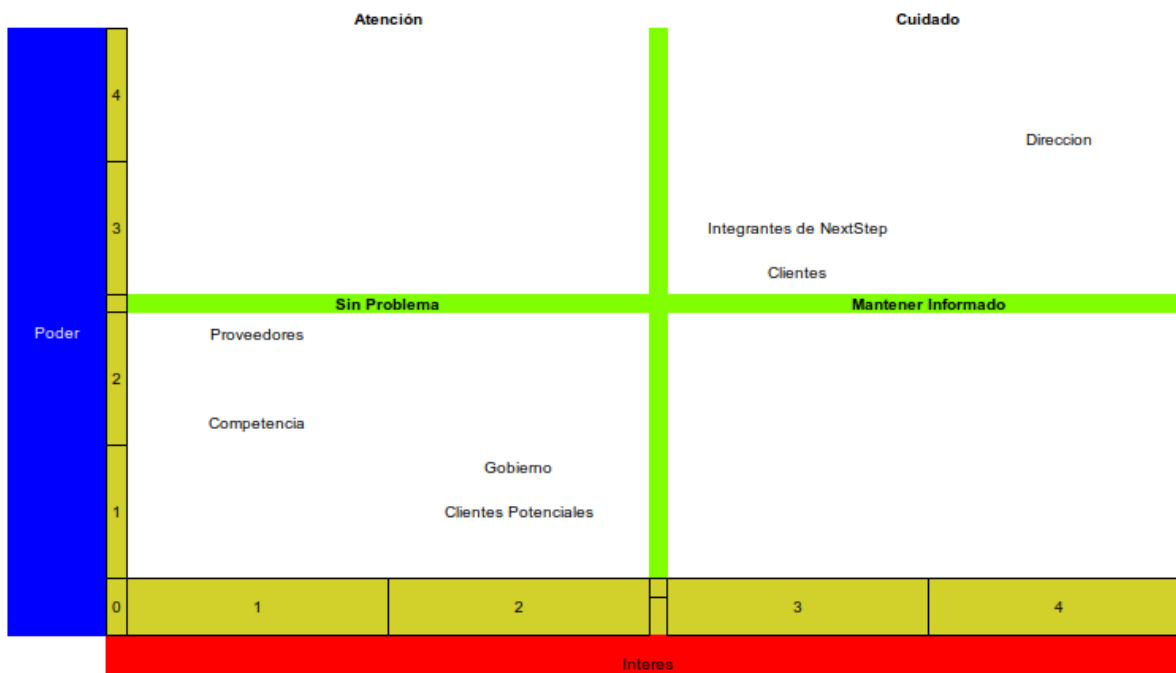 Atención
Cuidado
4
Direccion
3
Integrantes de NextStep
Clientes
Sin Problema
Mantener Informado
Poder
Proveedores
2
Competencia
Gobierno
1
Clientes Potenciales
0
1
2
3
4
Interes